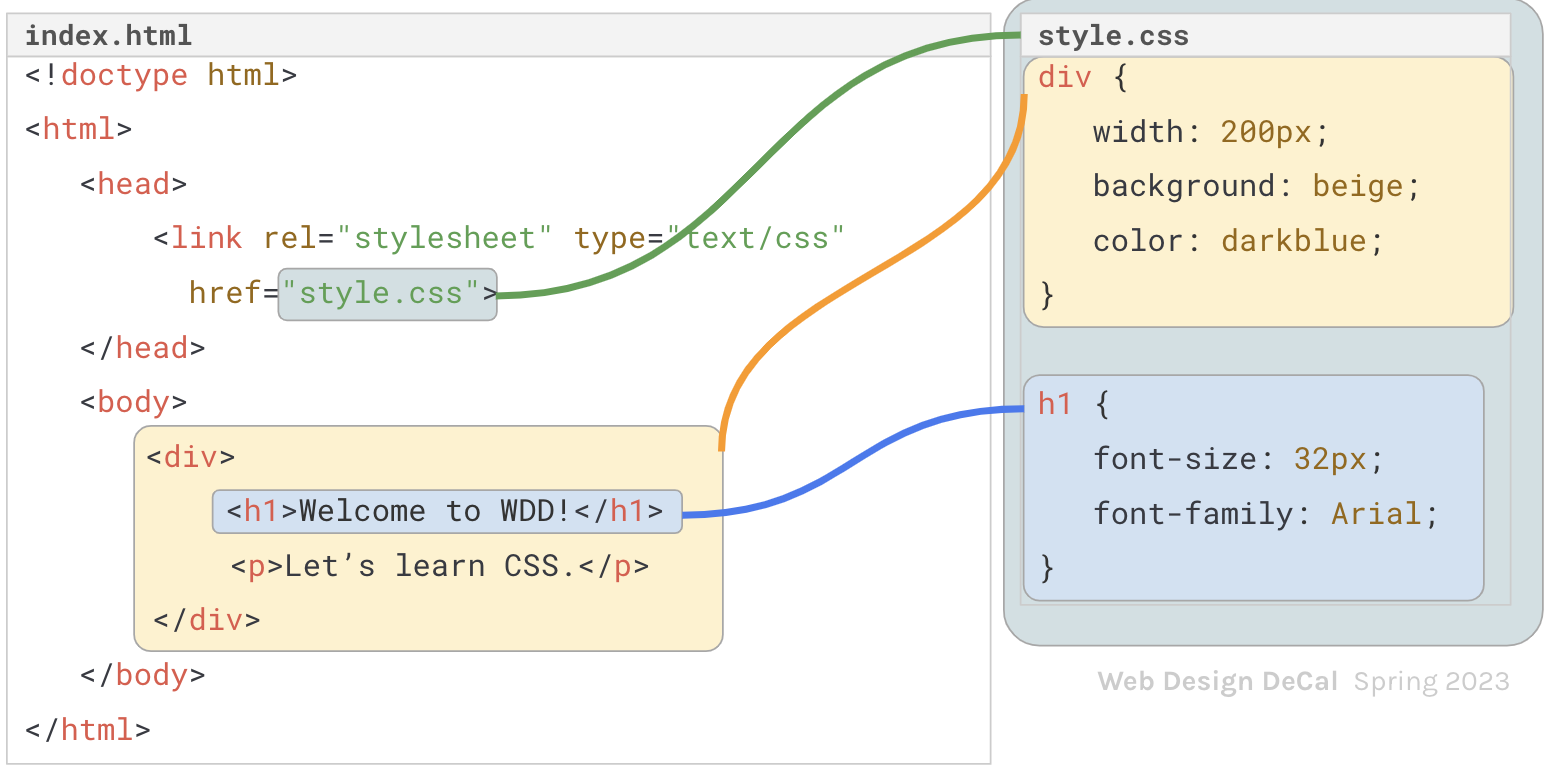 index.html
<!doctype html>
<html>
<head>
<link rel="stylesheet" type="text/css"
href="style.css">
</head>
<body>
<div>
<h1>Welcome to WDD!</h1>
<p>Let’s learn CSS.</p>
</div>
</body>
</html>
style.css
div {
width: 200px;
background: beige;
color: darkblue;
}
h1 {
font-size: 32px;
font-family: Arial;
}
Web Design DeCal Spring 2023